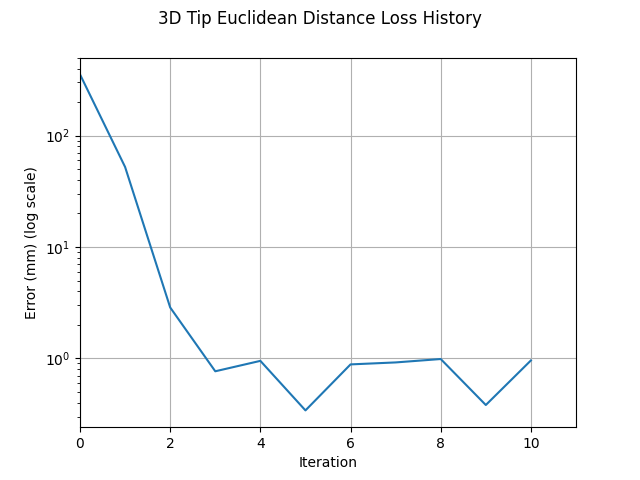 3D Tip Euclidean Distance Loss History
Error (mm) (log scale)
10²
10¹
10⁰
0 2 4 6 8 10
Iteration